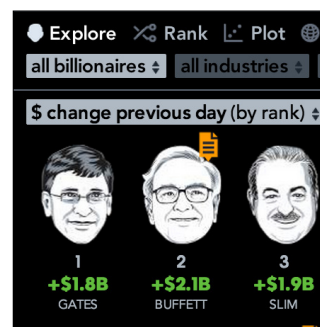 Explore Rank Plot
all billionaires all industries
$ change previous day (by rank)
1 2 3
+$1.8B +$2.1B +$1.9B
GATES BUFFETT SLIM